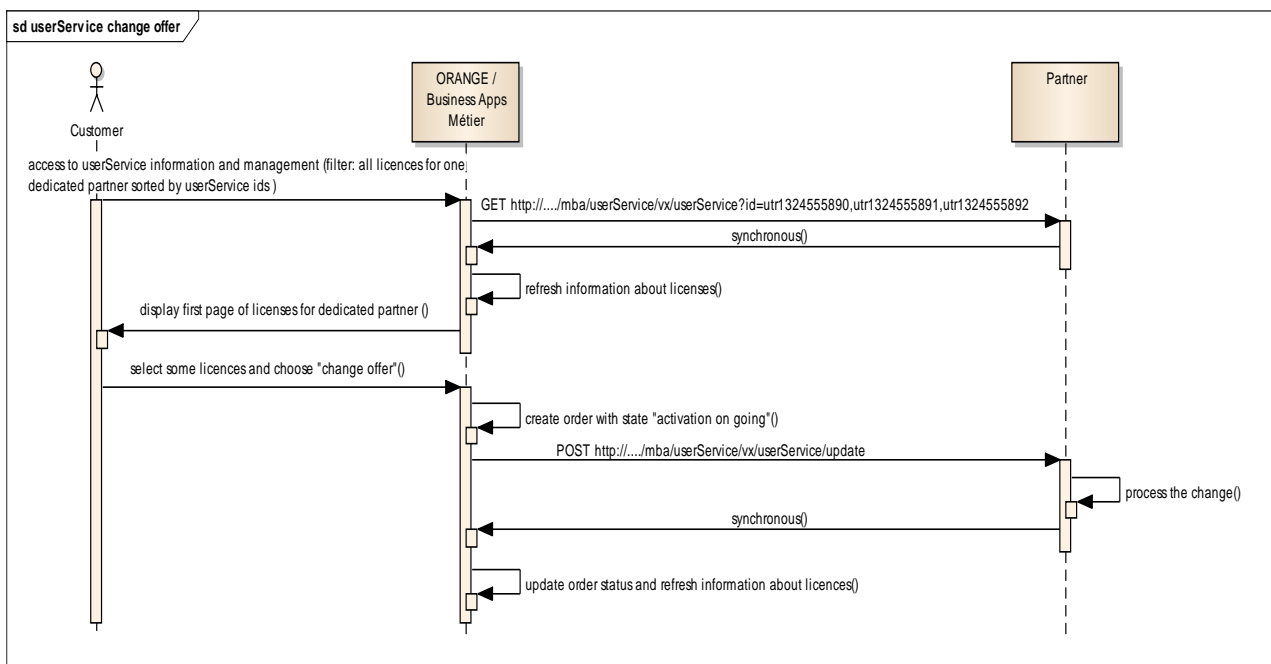 sd userService change offer
Customer
ORANGE /
Business Apps
Métier
Partner
access to userService information and management (filter: all licences for one
dedicated partner sorted by userService ids )
GET http://..../mba/userService/vx/userService?id=utr1324555890,utr1324555891,utr1324555892
synchronous()
refresh information about licenses()
display first page of licenses for dedicated partner ()
select some licences and choose "change offer"()
create order with state "activation on going"()
POST http://..../mba/userService/vx/userService/update
process the change()
synchronous()
update order status and refresh information about licences()